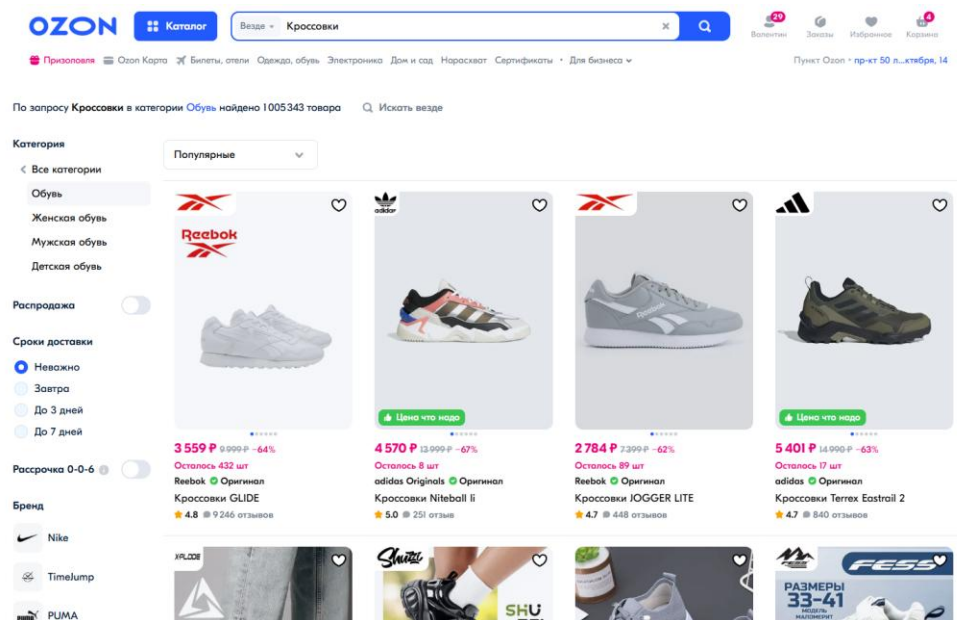 OZON
Каталог
Везде
Кроссовки
29
Валентин
Заказы
Избранное
4
Корзина
Призоловля
Ozon Карта
Билеты, отели
Одежда, обувь
Электроника
Дом и сад
Норасхват
Сертификаты
Для бизнеса
Пункт Ozon • пр-кт 50 л...ктября, 14
По запросу Кроссовки в категории Обувь найдено 1 005 343 товара
Искать везде
Категория
Все категории
Обувь
Женская обувь
Мужская обувь
Детская обувь
Распродажа
Сроки доставки
Неважно
Завтра
До 3 дней
До 7 дней
Рассрочка 0-0-6
Бренд
Nike
TimeJump
PUMA
Популярные
Reebok
3 559 ₽ 9 999 ₽ −64%
Осталось 432 шт
Reebok Оригинал
Кроссовки GLIDE
4.8 9 246 отзывов
adidas
Цена что надо
4 570 ₽ 13 999 ₽ −67%
Осталось 8 шт
adidas Originals Оригинал
Кроссовки Niteball Ii
5.0 251 отзыв
Reebok
2 784 ₽ 7 399 ₽ −62%
Осталось 89 шт
Reebok Оригинал
Кроссовки JOGGER LITE
4.7 448 отзывов
Цена что надо
5 401 ₽ 14 990 ₽ −63%
Осталось 17 шт
adidas Оригинал
Кроссовки Terrex Eastrail 2
4.7 840 отзывов
XPLODE
SHU
FESS
FESS
РАЗМЕРЫ
33-41
МОДЕЛЬ
МАЛОМЕРИТ